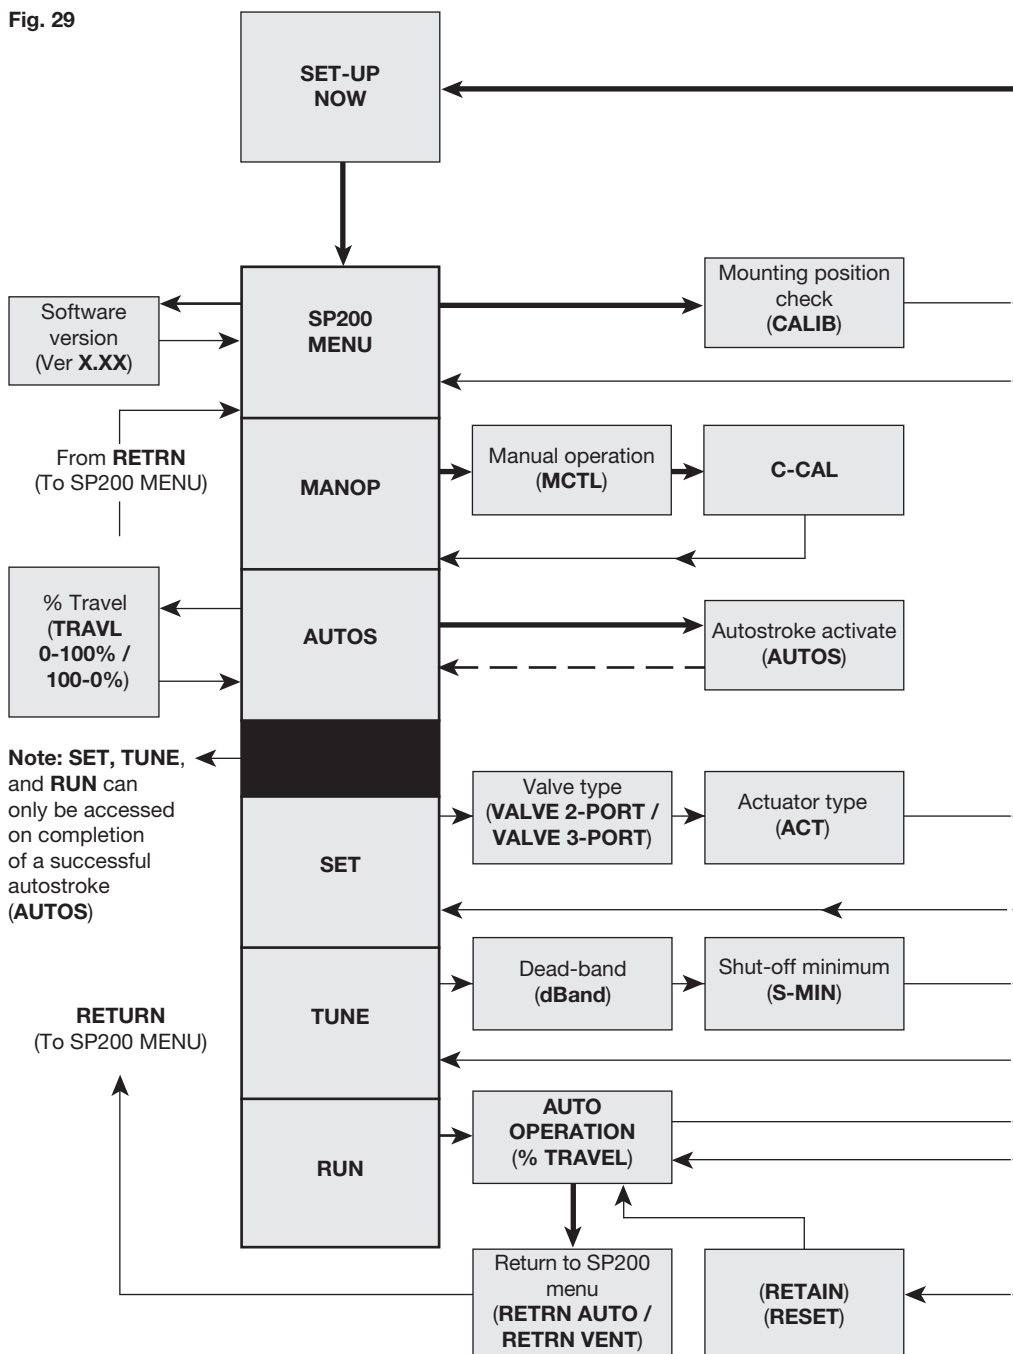 Fig. 29
SET-UP
NOW
SP200
MENU
Mounting position
check
(CALIB)
Software
version
(Ver X.XX)
From RETRN
(To SP200 MENU)
MANOP
Manual operation
(MCTL)
C-CAL
% Travel
(TRAVL
0-100% /
100-0%)
AUTOS
Autostroke activate
(AUTOS)
Note: SET, TUNE,
and RUN can
only be accessed
on completion
of a successful
autostroke
(AUTOS)
SET
Valve type
(VALVE 2-PORT /
VALVE 3-PORT)
Actuator type
(ACT)
TUNE
Dead-band
(dBand)
Shut-off minimum
(S-MIN)
RETURN
(To SP200 MENU)
RUN
AUTO
OPERATION
(% TRAVEL)
Return to SP200
menu
(RETRN AUTO /
RETRN VENT)
(RETAIN)
(RESET)